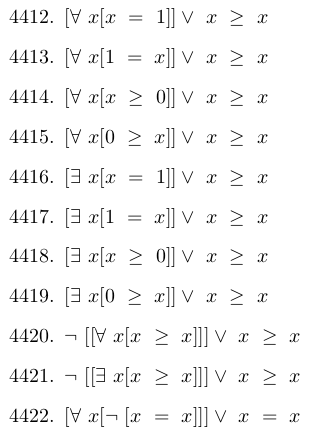 4412. [∀ x[x = 1]] ∨ x ≥ x
4413. [∀ x[1 = x]] ∨ x ≥ x
4414. [∀ x[x ≥ 0]] ∨ x ≥ x
4415. [∀ x[0 ≥ x]] ∨ x ≥ x
4416. [∃ x[x = 1]] ∨ x ≥ x
4417. [∃ x[1 = x]] ∨ x ≥ x
4418. [∃ x[x ≥ 0]] ∨ x ≥ x
4419. [∃ x[0 ≥ x]] ∨ x ≥ x
4420. ¬ [[∀ x[x ≥ x]]] ∨ x ≥ x
4421. ¬ [[∃ x[x ≥ x]]] ∨ x ≥ x
4422. [∀ x[¬ [x = x]]] ∨ x = x